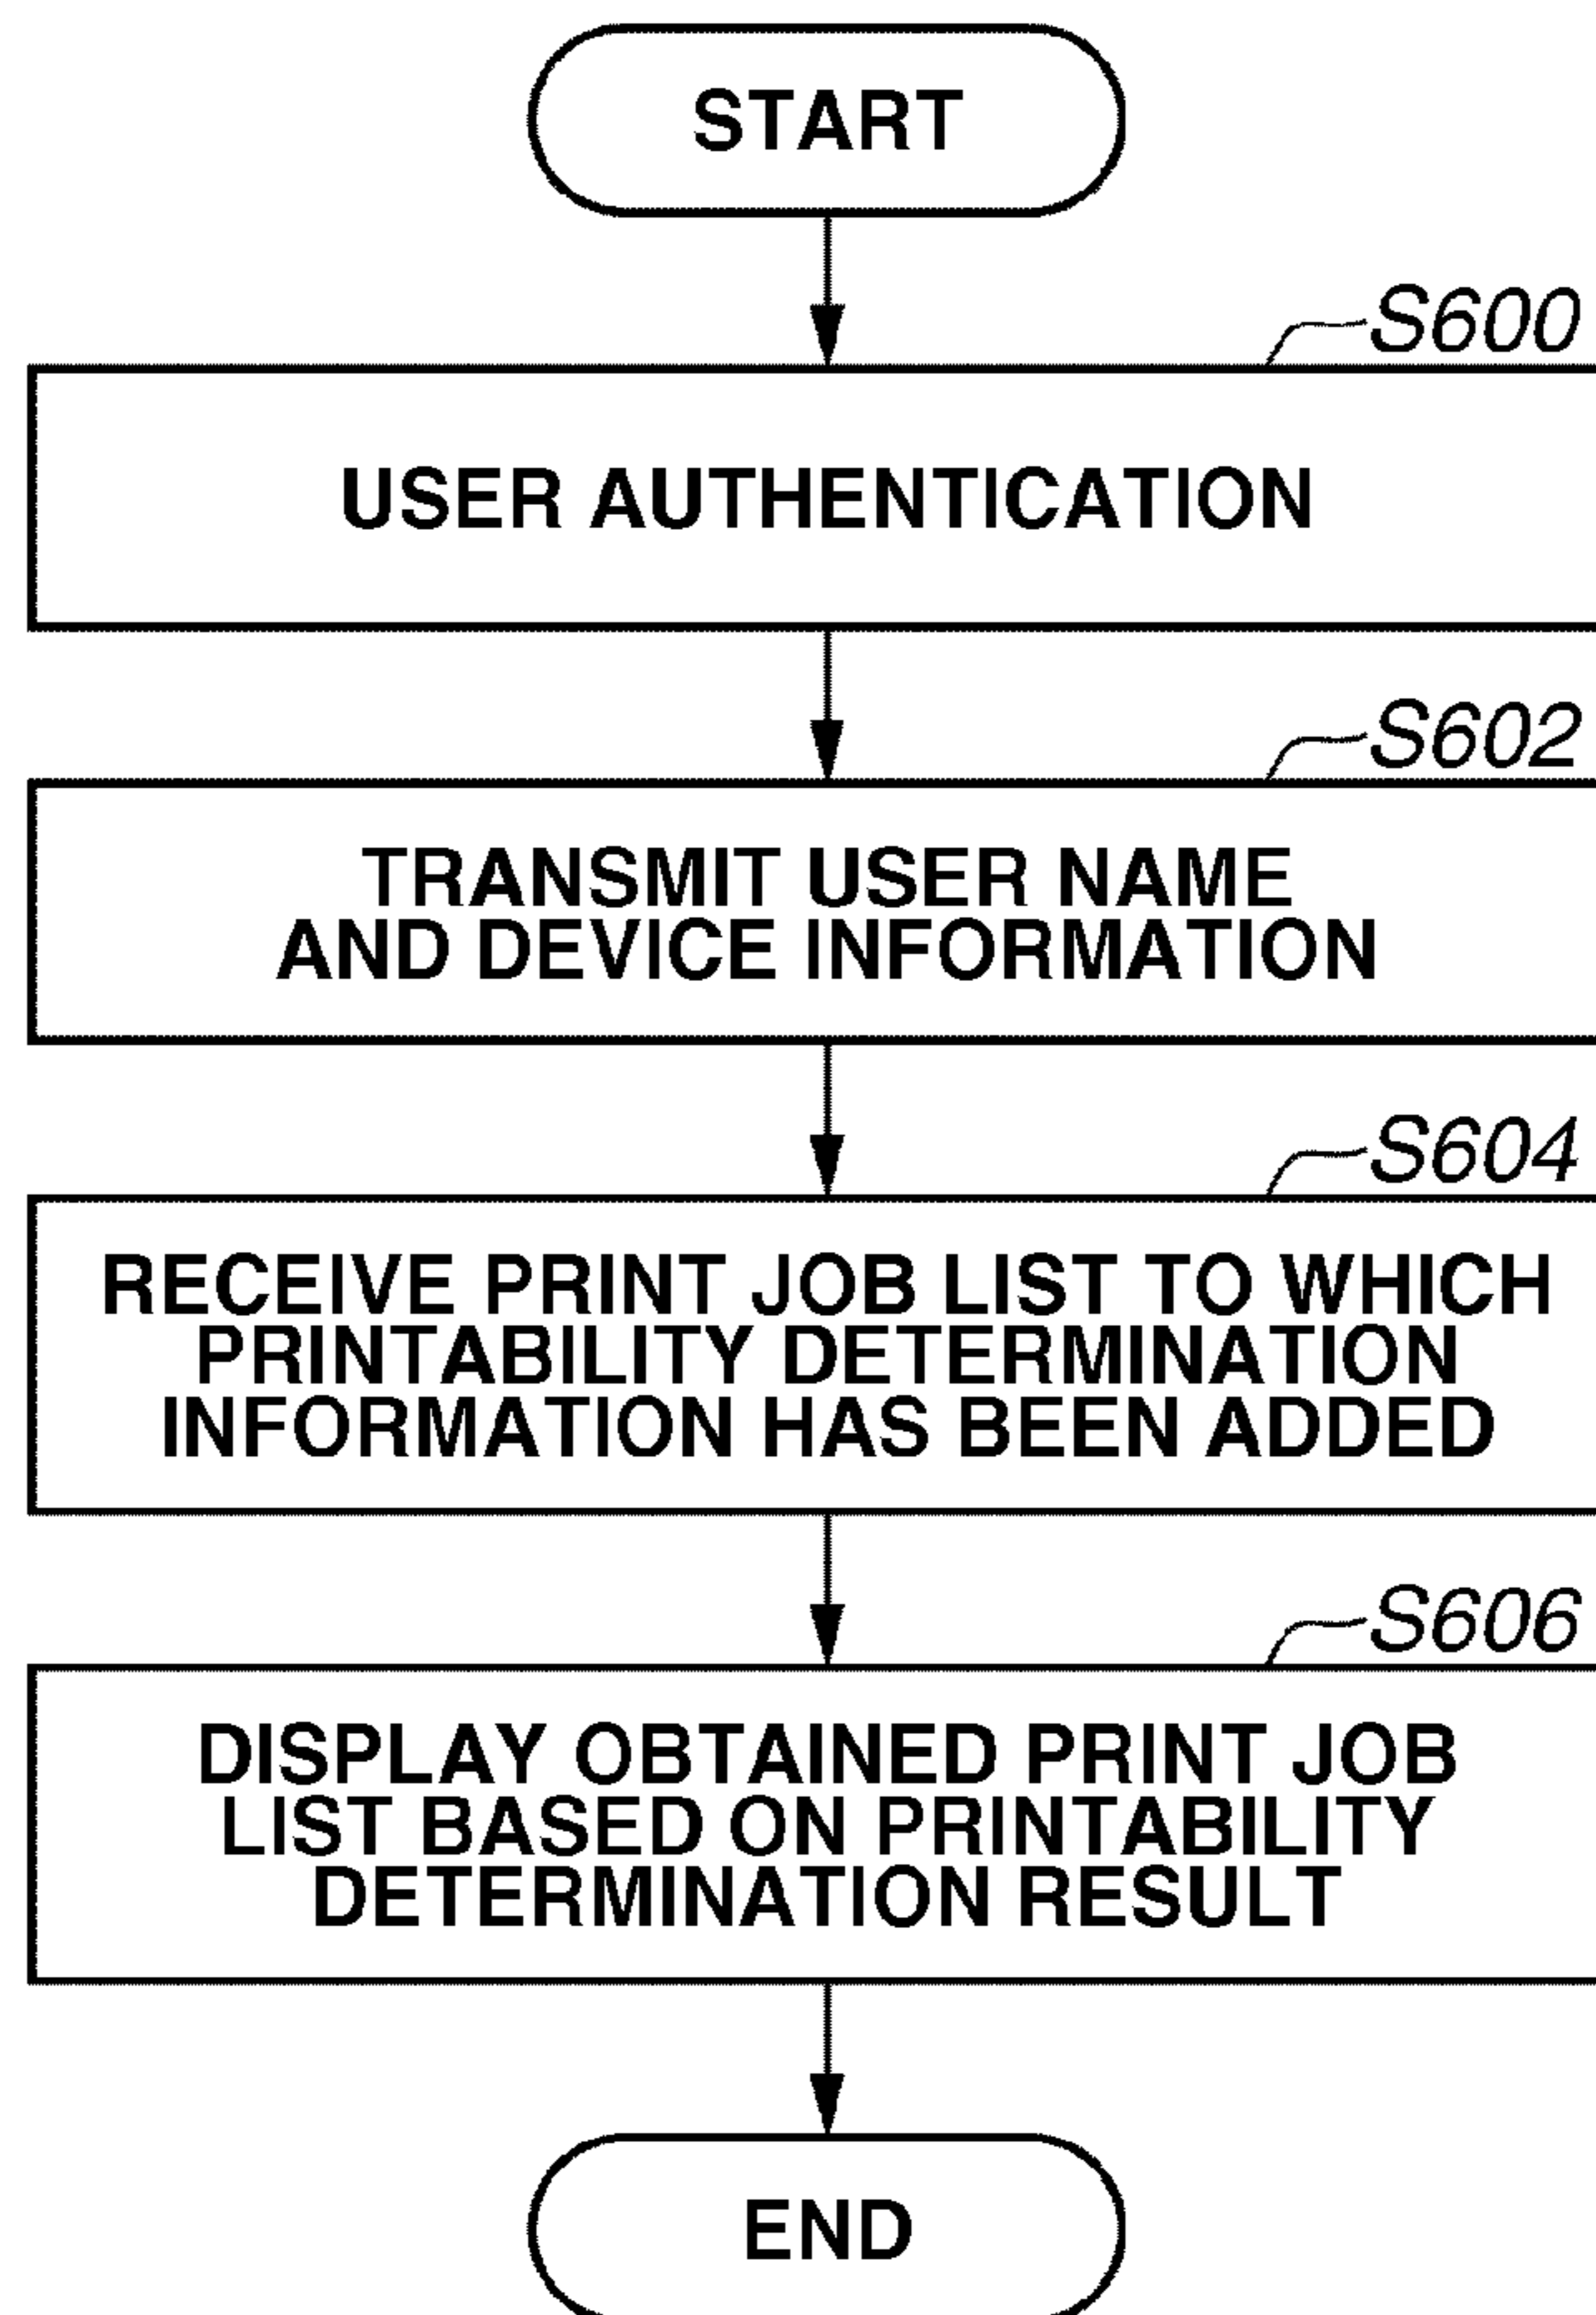 START
S600
USER AUTHENTICATION
S602
TRANSMIT USER NAME
AND DEVICE INFORMATION
S604
RECEIVE PRINT JOB LIST TO WHICH
PRINTABILITY DETERMINATION
INFORMATION HAS BEEN ADDED
S606
DISPLAY OBTAINED PRINT JOB
LIST BASED ON PRINTABILITY
DETERMINATION RESULT
END